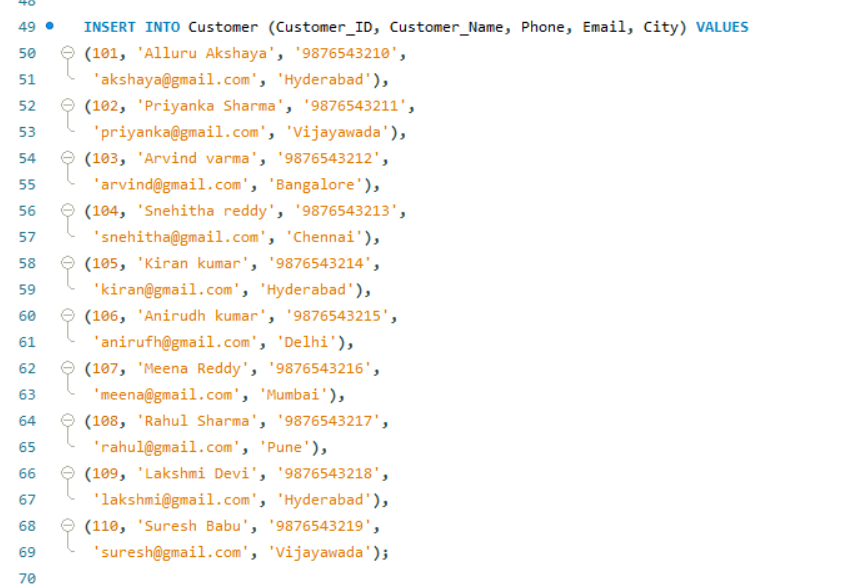 49 INSERT INTO Customer (Customer_ID, Customer_Name, Phone, Email, City) VALUES
50 (101, 'Alluru Akshaya', '9876543210',
51 'akshaya@gmail.com', 'Hyderabad'),
52 (102, 'Priyanka Sharma', '9876543211',
53 'priyanka@gmail.com', 'Vijayawada'),
54 (103, 'Arvind varma', '9876543212',
55 'arvind@gmail.com', 'Bangalore'),
56 (104, 'Snehitha reddy', '9876543213',
57 'snehitha@gmail.com', 'Chennai'),
58 (105, 'Kiran kumar', '9876543214',
59 'kiran@gmail.com', 'Hyderabad'),
60 (106, 'Anirudh kumar', '9876543215',
61 'anirufh@gmail.com', 'Delhi'),
62 (107, 'Meena Reddy', '9876543216',
63 'meena@gmail.com', 'Mumbai'),
64 (108, 'Rahul Sharma', '9876543217',
65 'rahul@gmail.com', 'Pune'),
66 (109, 'Lakshmi Devi', '9876543218',
67 'lakshmi@gmail.com', 'Hyderabad'),
68 (110, 'Suresh Babu', '9876543219',
69 'suresh@gmail.com', 'Vijayawada');
70